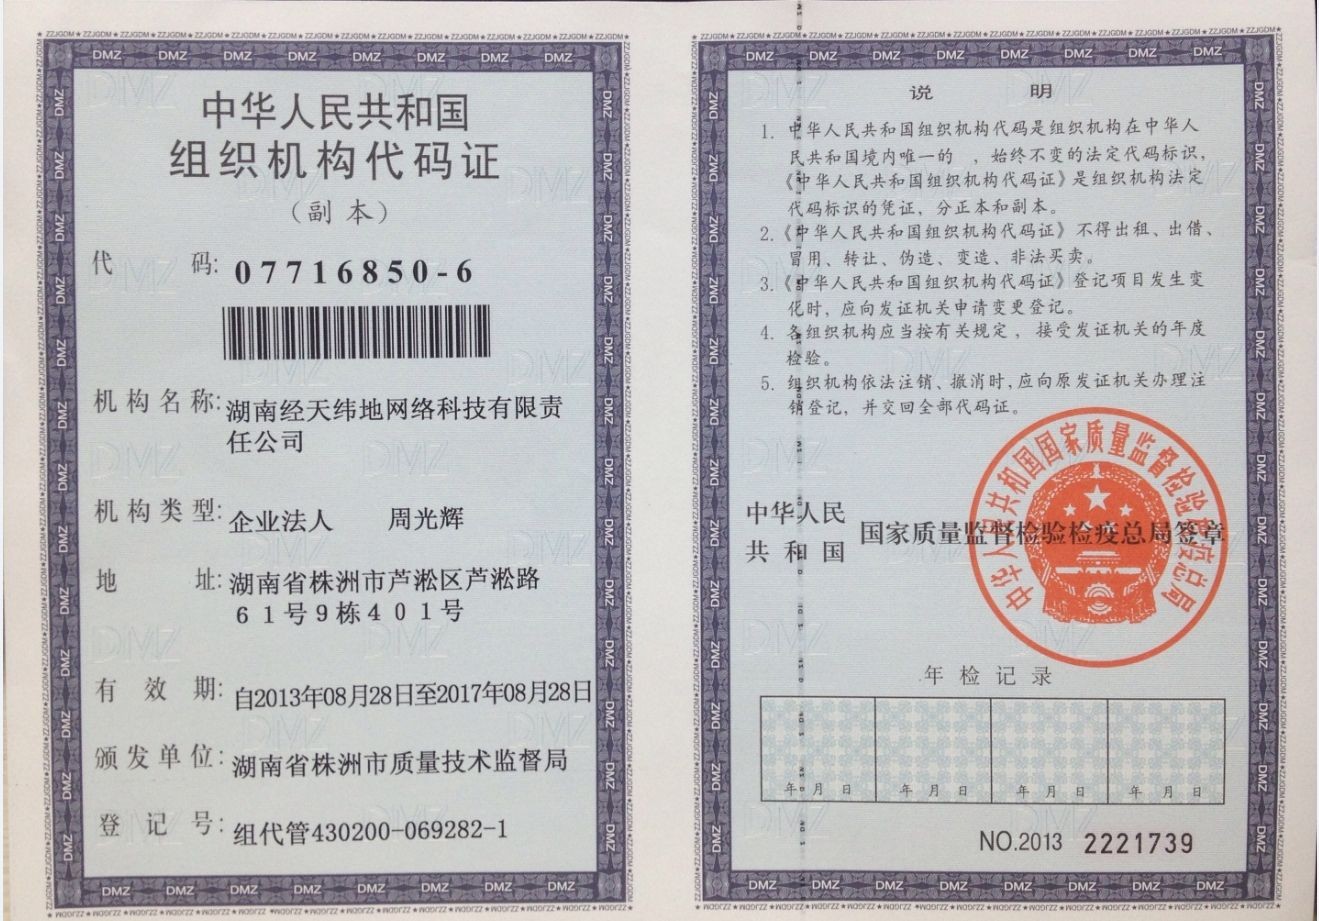 中华人民共和国
组织机构代码证
（副本）
代码: 07716850-6
机构名称: 湖南经天纬地网络科技有限责
任公司
机构类型: 企业法人 周光辉
地址: 湖南省株洲市芦淞区芦淞路
61号9栋401号
有效期: 自2013年08月28日至2017年08月28日
颁发单位: 湖南省株洲市质量技术监督局
登记号: 组代管430200-069282-1
说明
1. 中华人民共和国组织机构代码是组织机构在中华人
民共和国境内唯一的 ，始终不变的法定代码标识，
《中华人民共和国组织机构代码证》是组织机构法定
代码标识的凭证，分正本和副本。
2.《中华人民共和国组织机构代码证》不得出租、出借、
冒用、转让、伪造、变造、非法买卖。
3.《中华人民共和国组织机构代码证》登记项目发生变
化时，应向发证机关申请变更登记。
4. 各组织机构应当按有关规定，接受发证机关的年度
检验。
5. 组织机构依法注销、撤消时，应向原发证机关办理注
销登记，并交回全部代码证。
中华人民
共和国
国家质量监督检验检疫总局签章
中华人民共和国国家质量监督检验检疫总局
年检记录
年 月 日 年 月 日 年 月 日 年 月 日
NO.2013 2221739